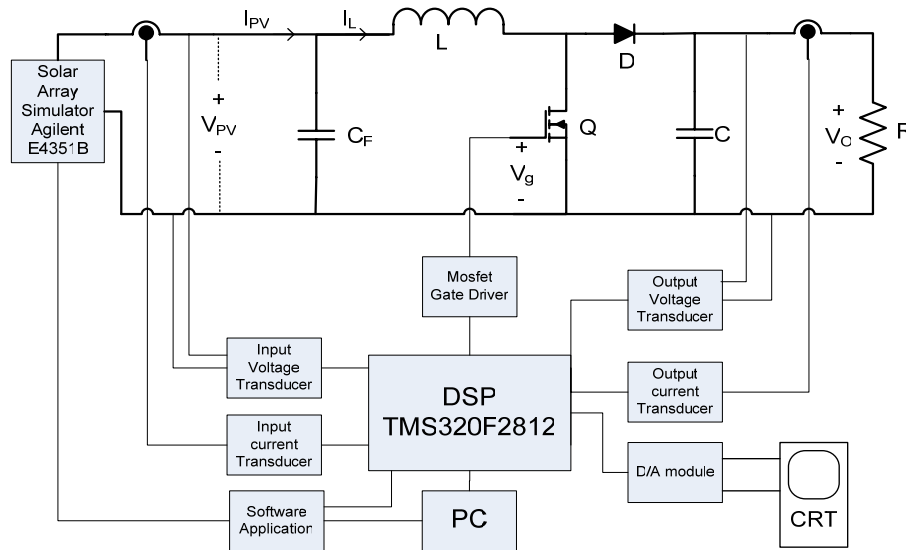 I_PV
I_L
L
D
Solar
Array
Simulator
Agilent
E4351B
+
V_PV
-
C_F
Q
+
V_g
-
C
+
V_O
-
R
Mosfet
Gate Driver
Output
Voltage
Transducer
Input
Voltage
Transducer
DSP
TMS320F2812
Output
current
Transducer
Input
current
Transducer
D/A module
CRT
Software
Application
PC